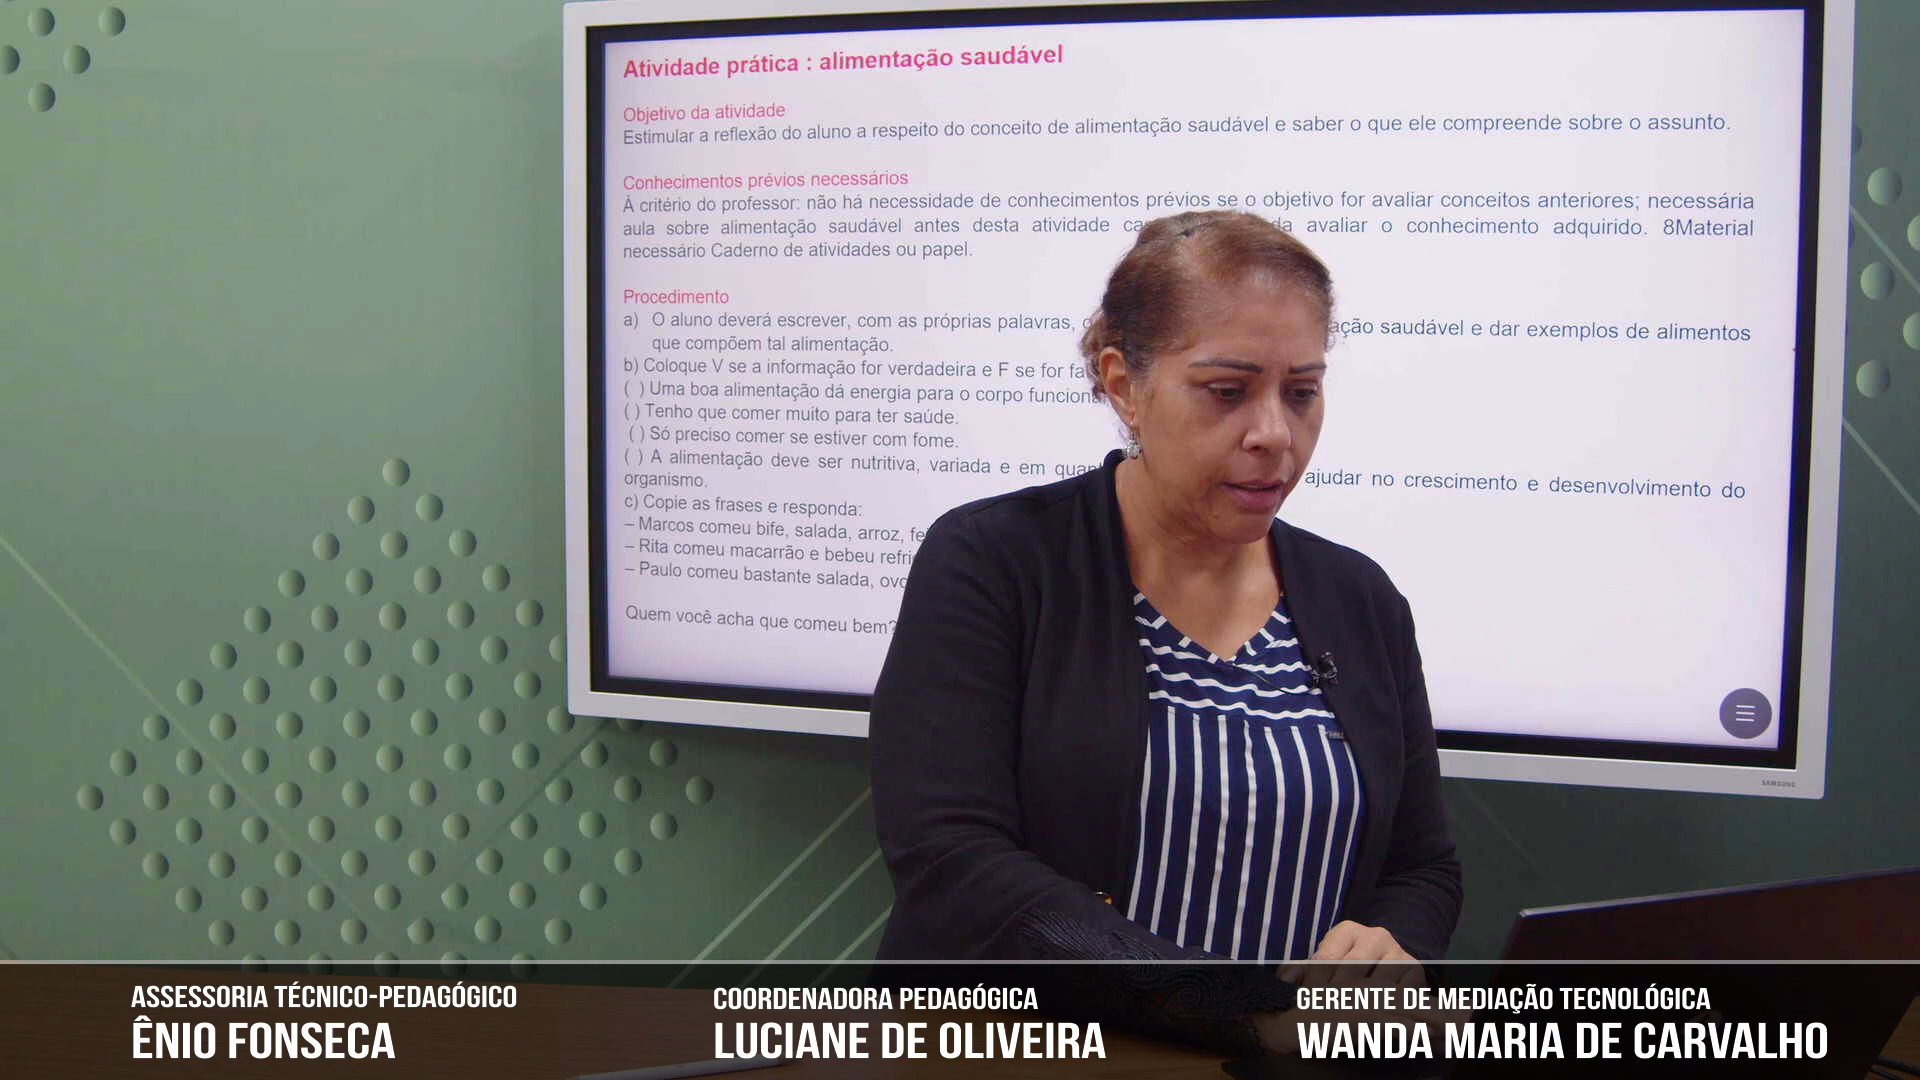 Atividade prática : alimentação saudável
Objetivo da atividade
Estimular a reflexão do aluno a respeito do conceito de alimentação saudável e saber o que ele compreende sobre o assunto.
Conhecimentos prévios necessários
À critério do professor: não há necessidade de conhecimentos prévios se o objetivo for avaliar conceitos anteriores; necessária
aula sobre alimentação saudável antes desta atividade avaliar o conhecimento adquirido. 8Material
necessário Caderno de atividades ou papel.
Procedimento
a) O aluno deverá escrever, com as próprias palavras, saudável e dar exemplos de alimentos
que compõem tal alimentação.
b) Coloque V se a informação for verdadeira e F se for
( ) Uma boa alimentação dá energia para o corpo
( ) Tenho que comer muito para ter saúde.
( ) Só preciso comer se estiver com fome.
( ) A alimentação deve ser nutritiva, variada e em ajudar no crescimento e desenvolvimento do
organismo.
c) Copie as frases e responda:
– Marcos comeu bife, salada, arroz,
– Rita comeu macarrão e bebeu
– Paulo comeu bastante salada,
Quem você acha que comeu bem?
SAMSUNG
ASSESSORIA TÉCNICO-PEDAGÓGICO
ÊNIO FONSECA
COORDENADORA PEDAGÓGICA
LUCIANE DE OLIVEIRA
GERENTE DE MEDIAÇÃO TECNOLÓGICA
WANDA MARIA DE CARVALHO